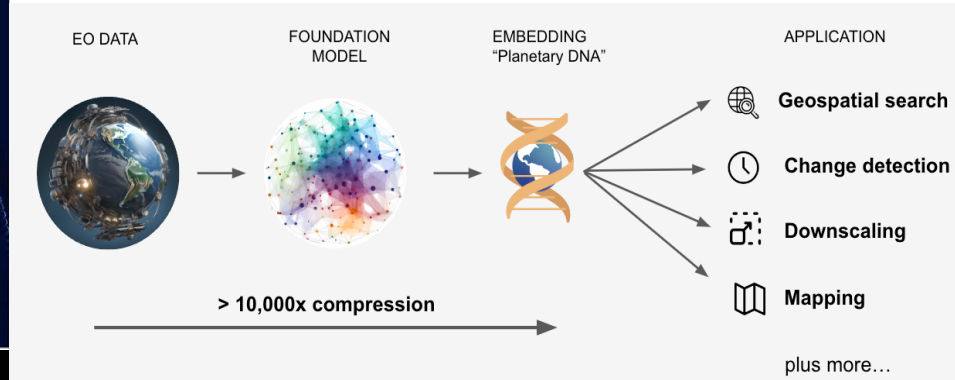 EO DATA
FOUNDATION
MODEL
EMBEDDING
“Planetary DNA”
APPLICATION
Geospatial search
Change detection
Downscaling
Mapping
plus more…
> 10,000x compression